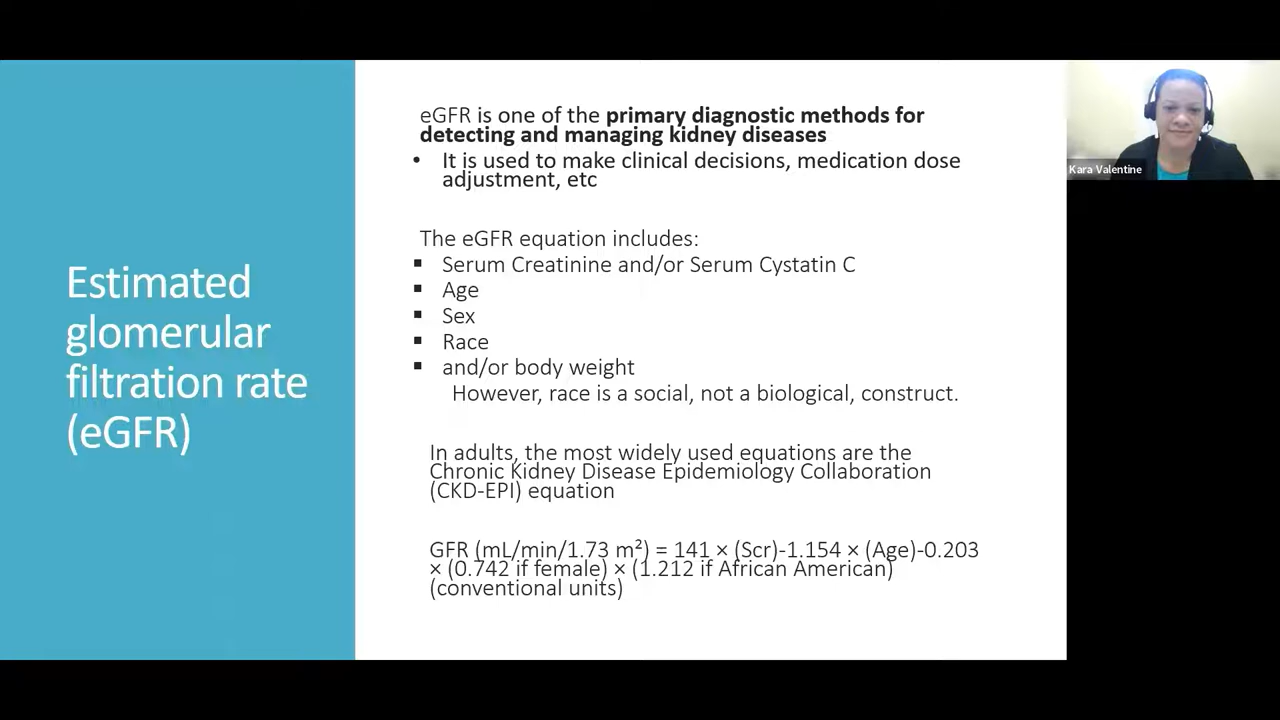 Estimated
glomerular
filtration rate
(eGFR)
eGFR is one of the primary diagnostic methods for
detecting and managing kidney diseases
• It is used to make clinical decisions, medication dose
adjustment, etc
The eGFR equation includes:
▪ Serum Creatinine and/or Serum Cystatin C
▪ Age
▪ Sex
▪ Race
▪ and/or body weight
However, race is a social, not a biological, construct.
In adults, the most widely used equations are the
Chronic Kidney Disease Epidemiology Collaboration
(CKD-EPI) equation
GFR (mL/min/1.73 m²) = 141 × (Scr)-1.154 × (Age)-0.203
× (0.742 if female) × (1.212 if African American)
(conventional units)
Kara Valentine